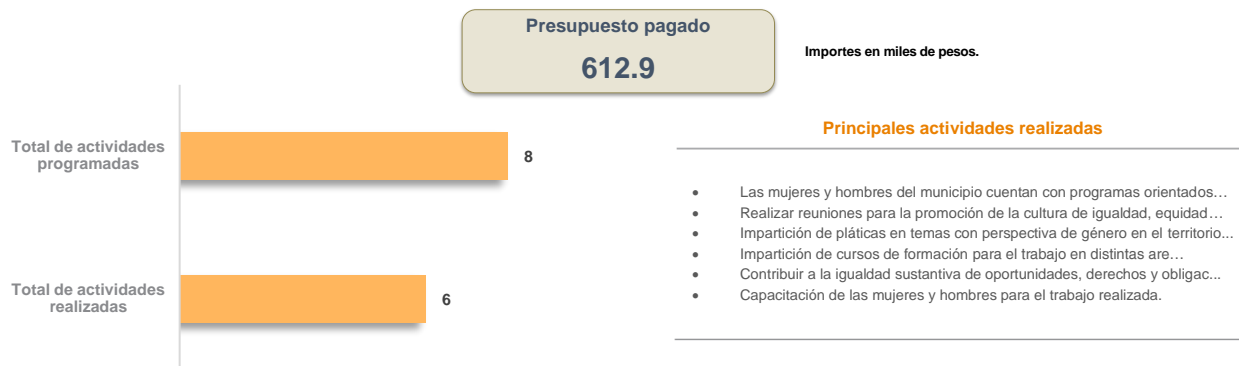 Presupuesto pagado
612.9
Importes en miles de pesos.
Total de actividades
programadas
8
Total de actividades
realizadas
6
Principales actividades realizadas
• Las mujeres y hombres del municipio cuentan con programas orientados…
• Realizar reuniones para la promoción de la cultura de igualdad, equidad…
• Impartición de pláticas en temas con perspectiva de género en el territorio...
• Impartición de cursos de formación para el trabajo en distintas are…
• Contribuir a la igualdad sustantiva de oportunidades, derechos y obligac...
• Capacitación de las mujeres y hombres para el trabajo realizada.